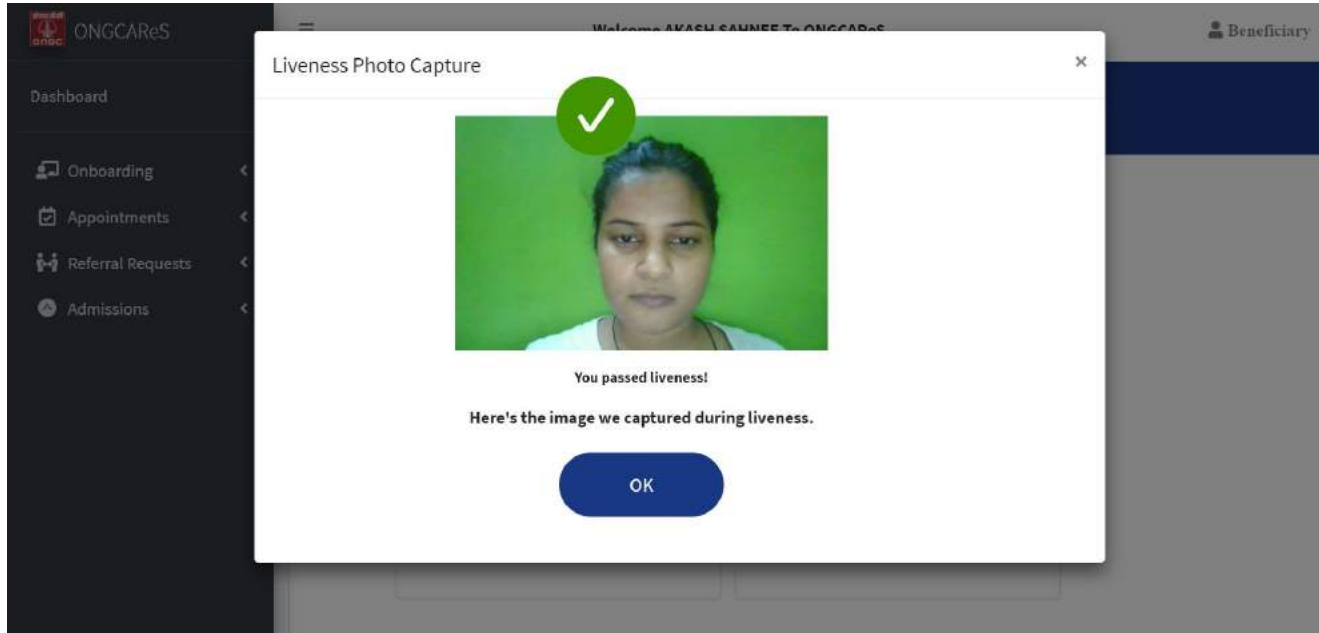 ongc
ONGCAReS
Welcome AKASH SAHNEE To ONGCAReS
Beneficiary
Liveness Photo Capture
×
Dashboard
Onboarding
Appointments
Referral Requests
Admissions
You passed liveness!
Here's the image we captured during liveness.
OK